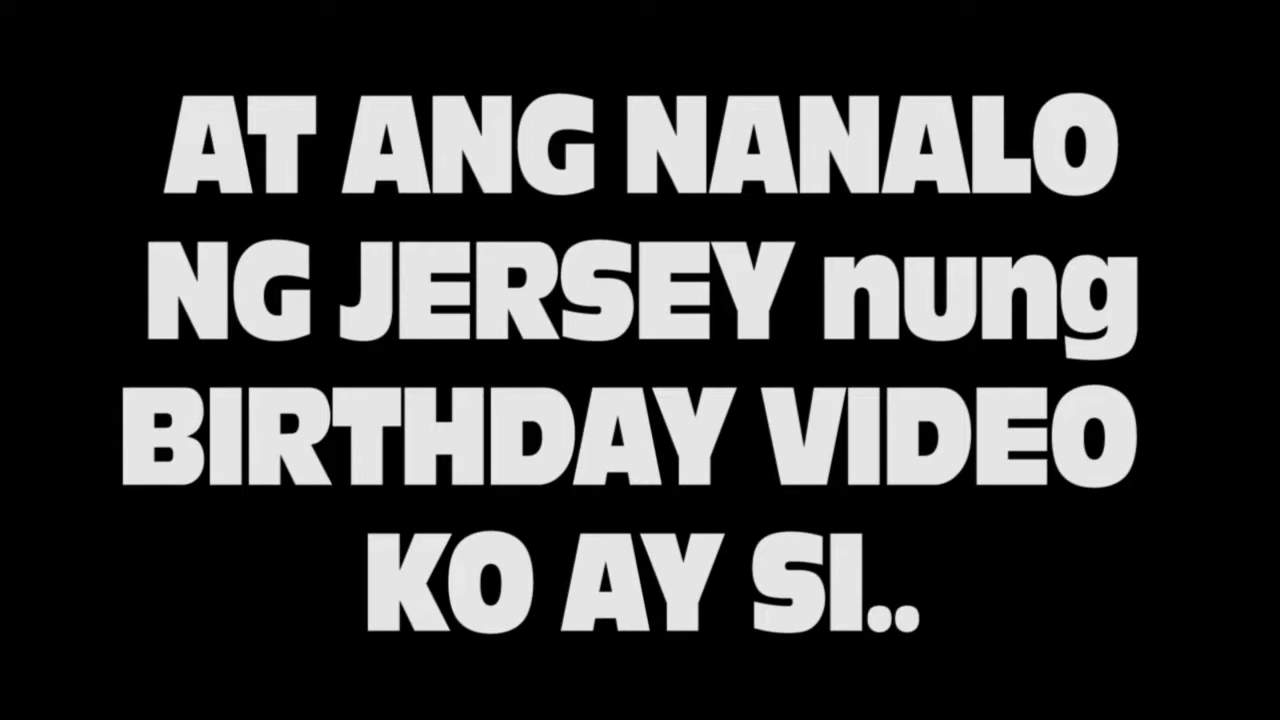 AT ANG NANALO
NG JERSEY nung
BIRTHDAY VIDEO
KO AY SI..